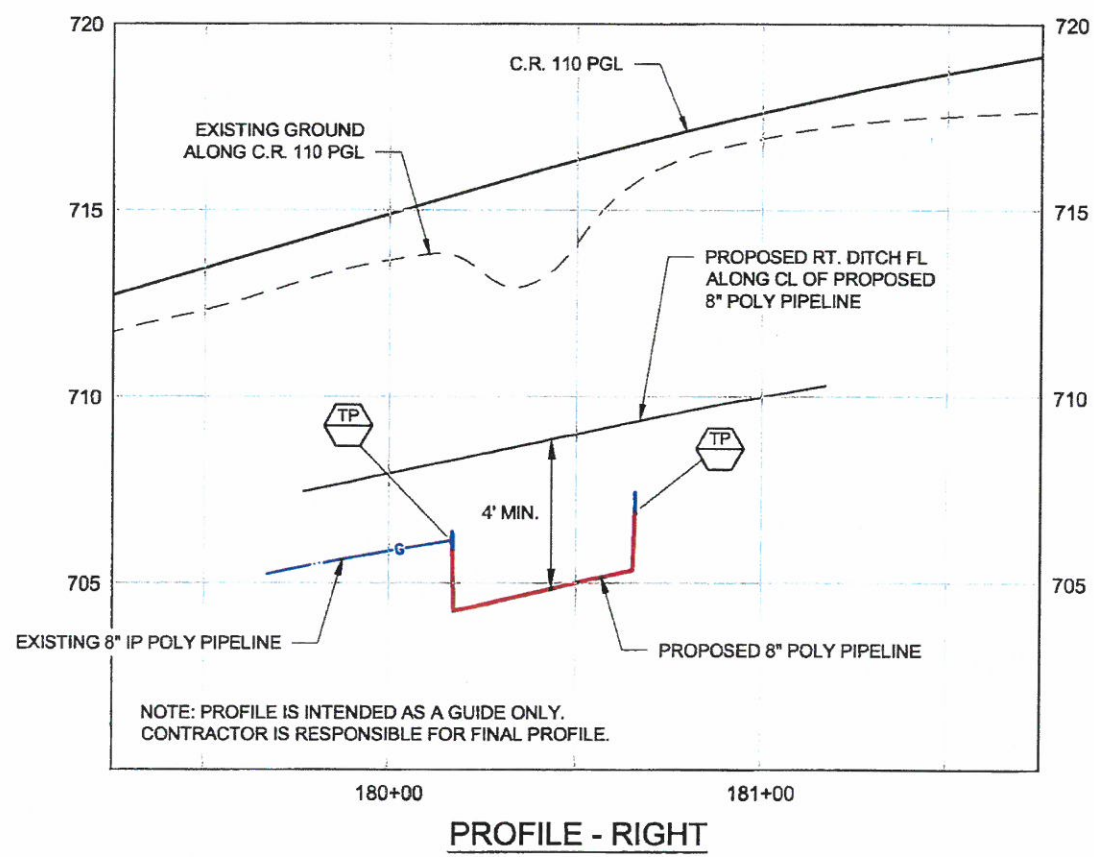 720
720
C.R. 110 PGL
EXISTING GROUND
ALONG C.R. 110 PGL
715
715
PROPOSED RT. DITCH FL
ALONG CL OF PROPOSED
8" POLY PIPELINE
710
710
TP
TP
4' MIN.
G
705
705
EXISTING 8" IP POLY PIPELINE
PROPOSED 8" POLY PIPELINE
NOTE: PROFILE IS INTENDED AS A GUIDE ONLY.
CONTRACTOR IS RESPONSIBLE FOR FINAL PROFILE.
180+00
181+00
PROFILE - RIGHT